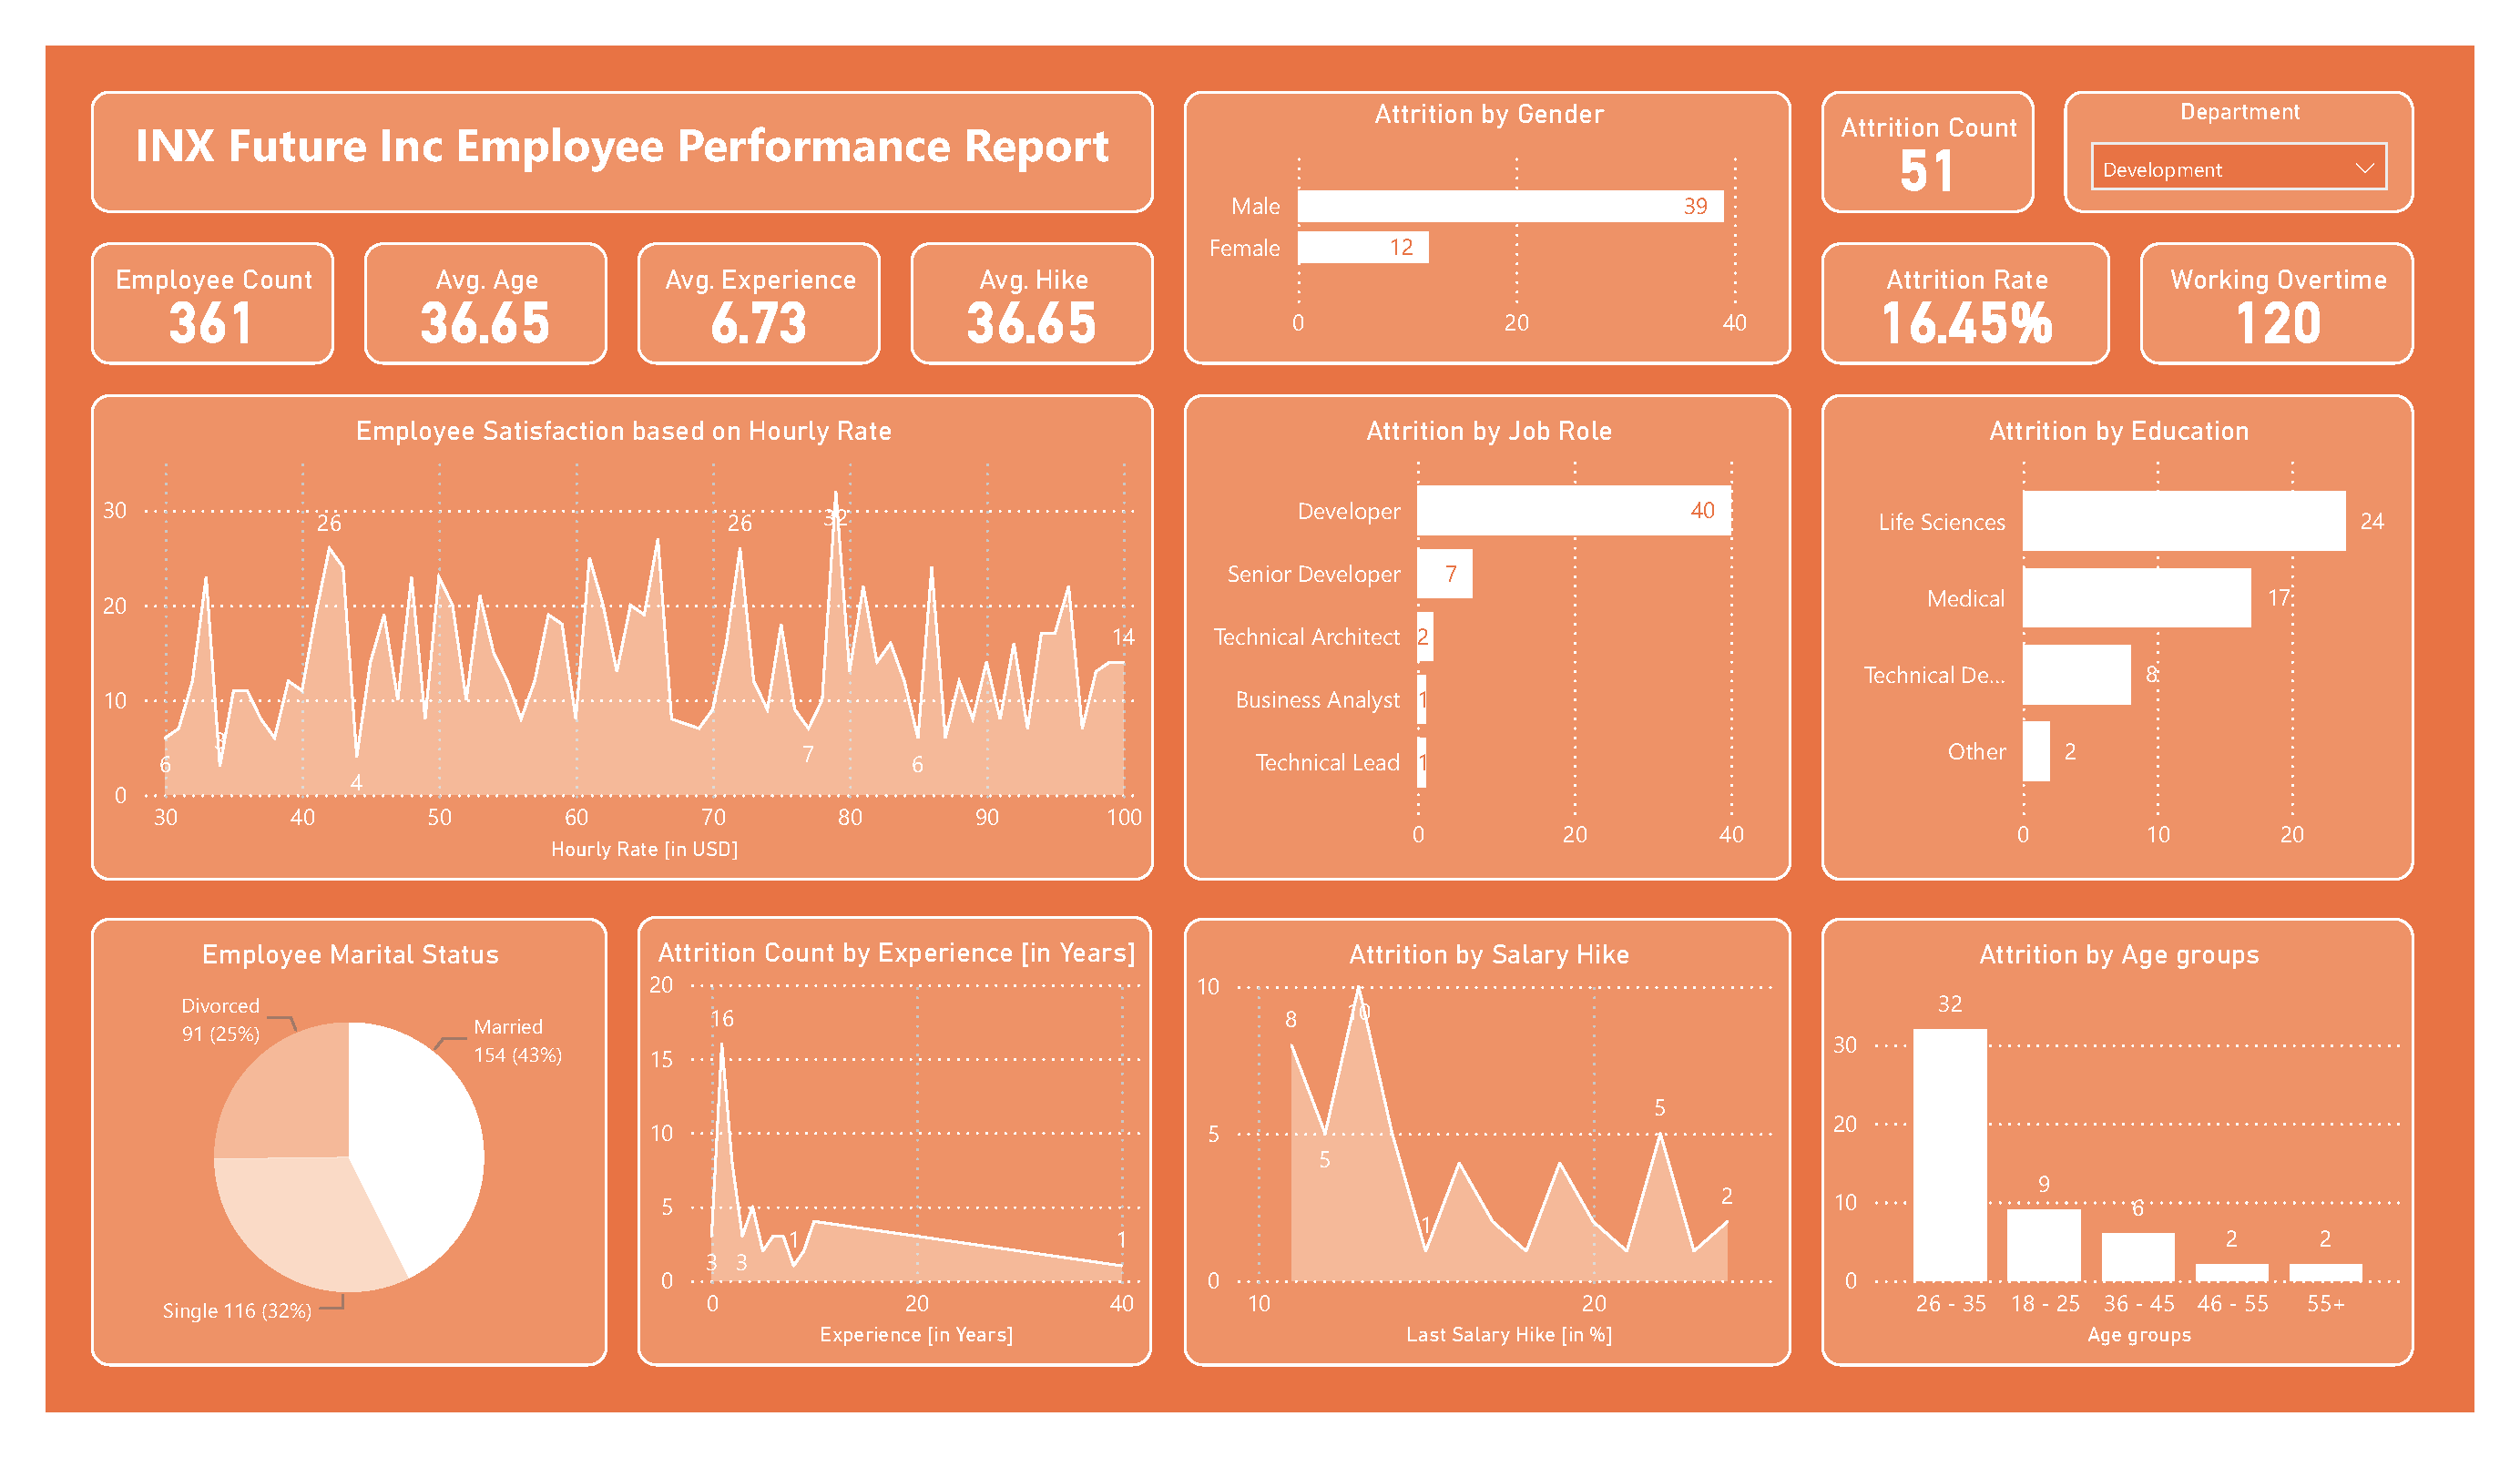 INX Future Inc Employee Performance Report
Employee Count
361
Avg. Age
36.65
Avg. Experience
6.73
Avg. Hike
36.65
Attrition by Gender
Male
39
Female
12
0
20
40
Attrition Count
51
Department
Development
Attrition Rate
16.45%
Working Overtime
120
Employee Satisfaction based on Hourly Rate
30
20
10
0
26
26
32
14
3
6
4
7
6
30
40
50
60
70
80
90
100
Hourly Rate [in USD]
Attrition by Job Role
Developer
40
Senior Developer
7
Technical Architect
2
Business Analyst
1
Technical Lead
1
0
20
40
Attrition by Education
Life Sciences
24
Medical
17
Technical De...
8
Other
2
0
10
20
Employee Marital Status
Divorced
91 (25%)
Married
154 (43%)
Single 116 (32%)
Attrition Count by Experience [in Years]
20
15
10
5
0
16
3
3
1
1
0
20
40
Experience [in Years]
Attrition by Salary Hike
10
5
0
8
10
5
1
5
2
10
20
Last Salary Hike [in %]
Attrition by Age groups
30
20
10
0
32
9
6
2
2
26 - 35
18 - 25
36 - 45
46 - 55
55+
Age groups